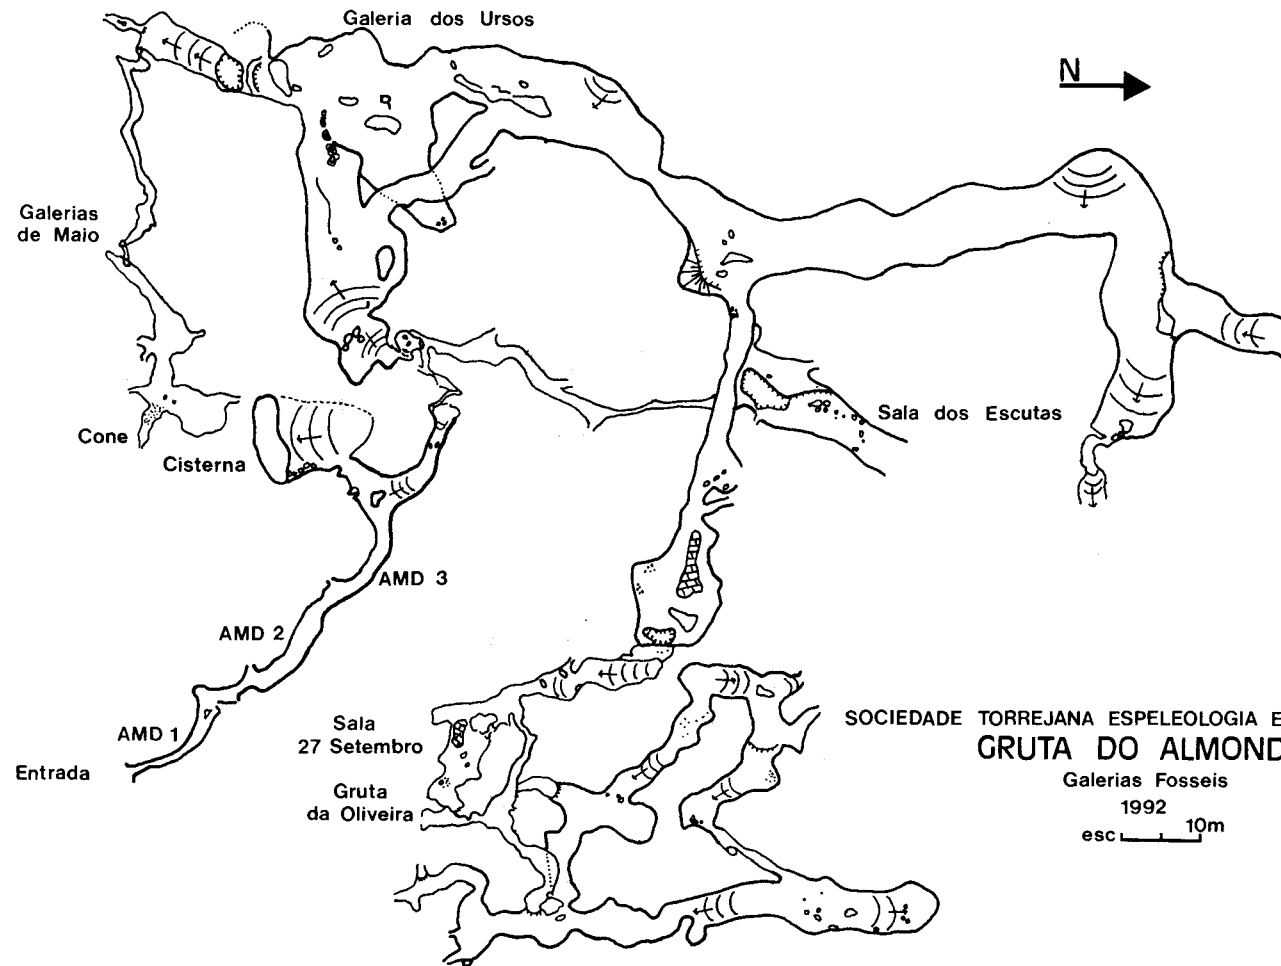 Galeria dos Ursos
N
Galerias
de Maio
Cone
Cisterna
Sala dos Escutas
AMD 3
AMD 2
AMD 1
Entrada
Sala
27 Setembro
Gruta
da Oliveira
SOCIEDADE TORREJANA ESPELEOLOGIA E
GRUTA DO ALMOND
Galerias Fosseis
1992
esc 10m